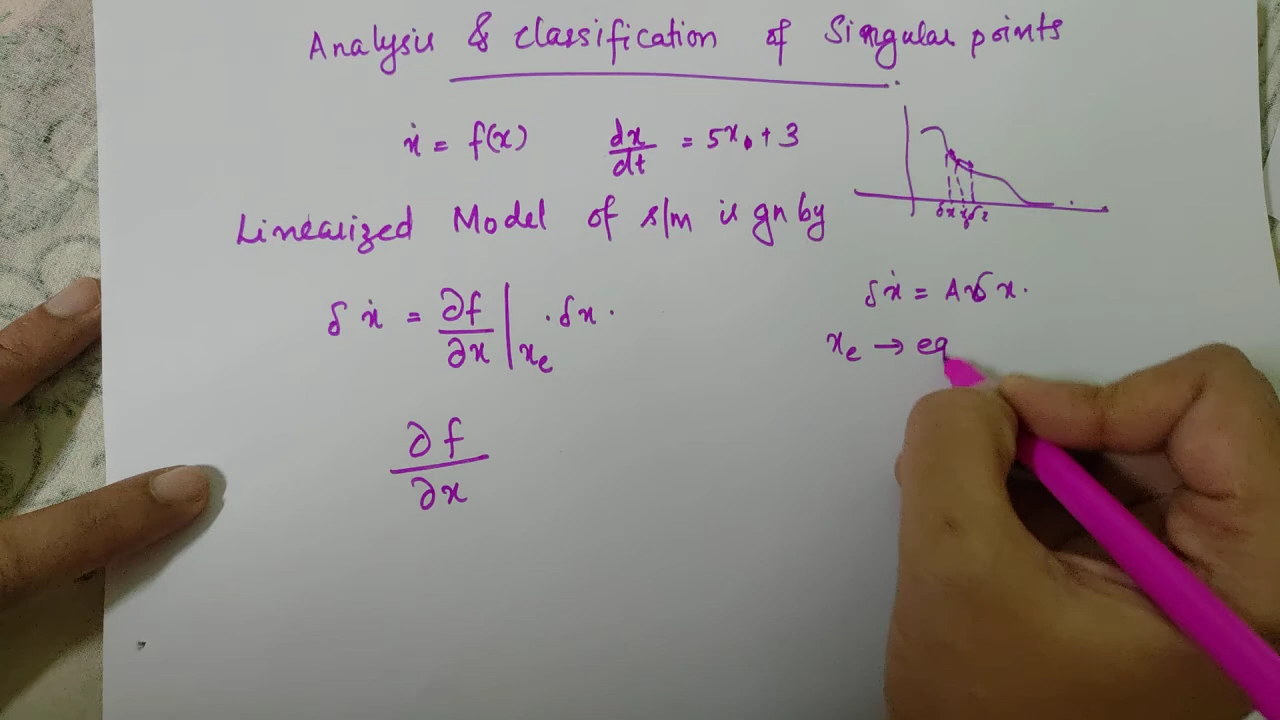 Analysis & classification of Singular points
ẋ = f(x) dx/dt = 5x + 3
Linearized Model of s/m is gn by
δẋ = ∂f/∂x |xₑ . δx .
δẋ = Aδx .
xₑ → eq
∂f/∂x